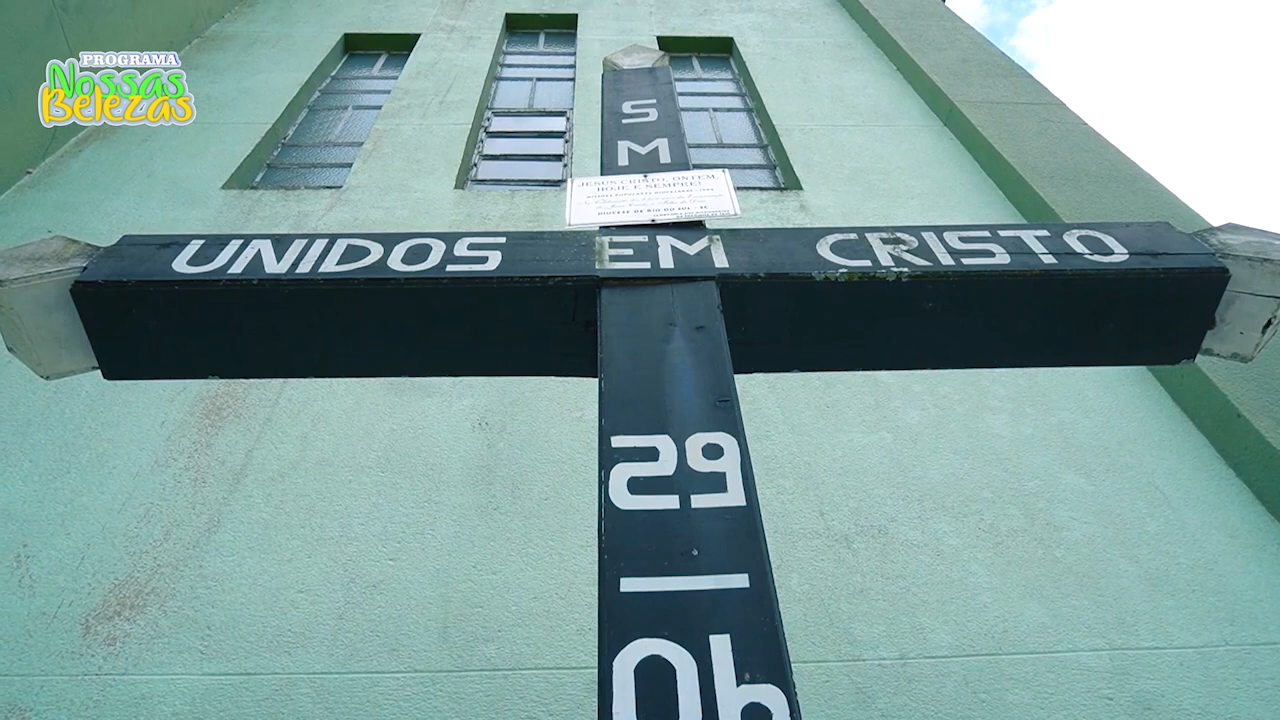 PROGRAMA
Nossas
Belezas
S
M
JESUS CRISTO, ONTEM,
HOJE E SEMPRE!
DIOCESE DE RIO DO SUL - SC
UNIDOS EM CRISTO
29
—
06